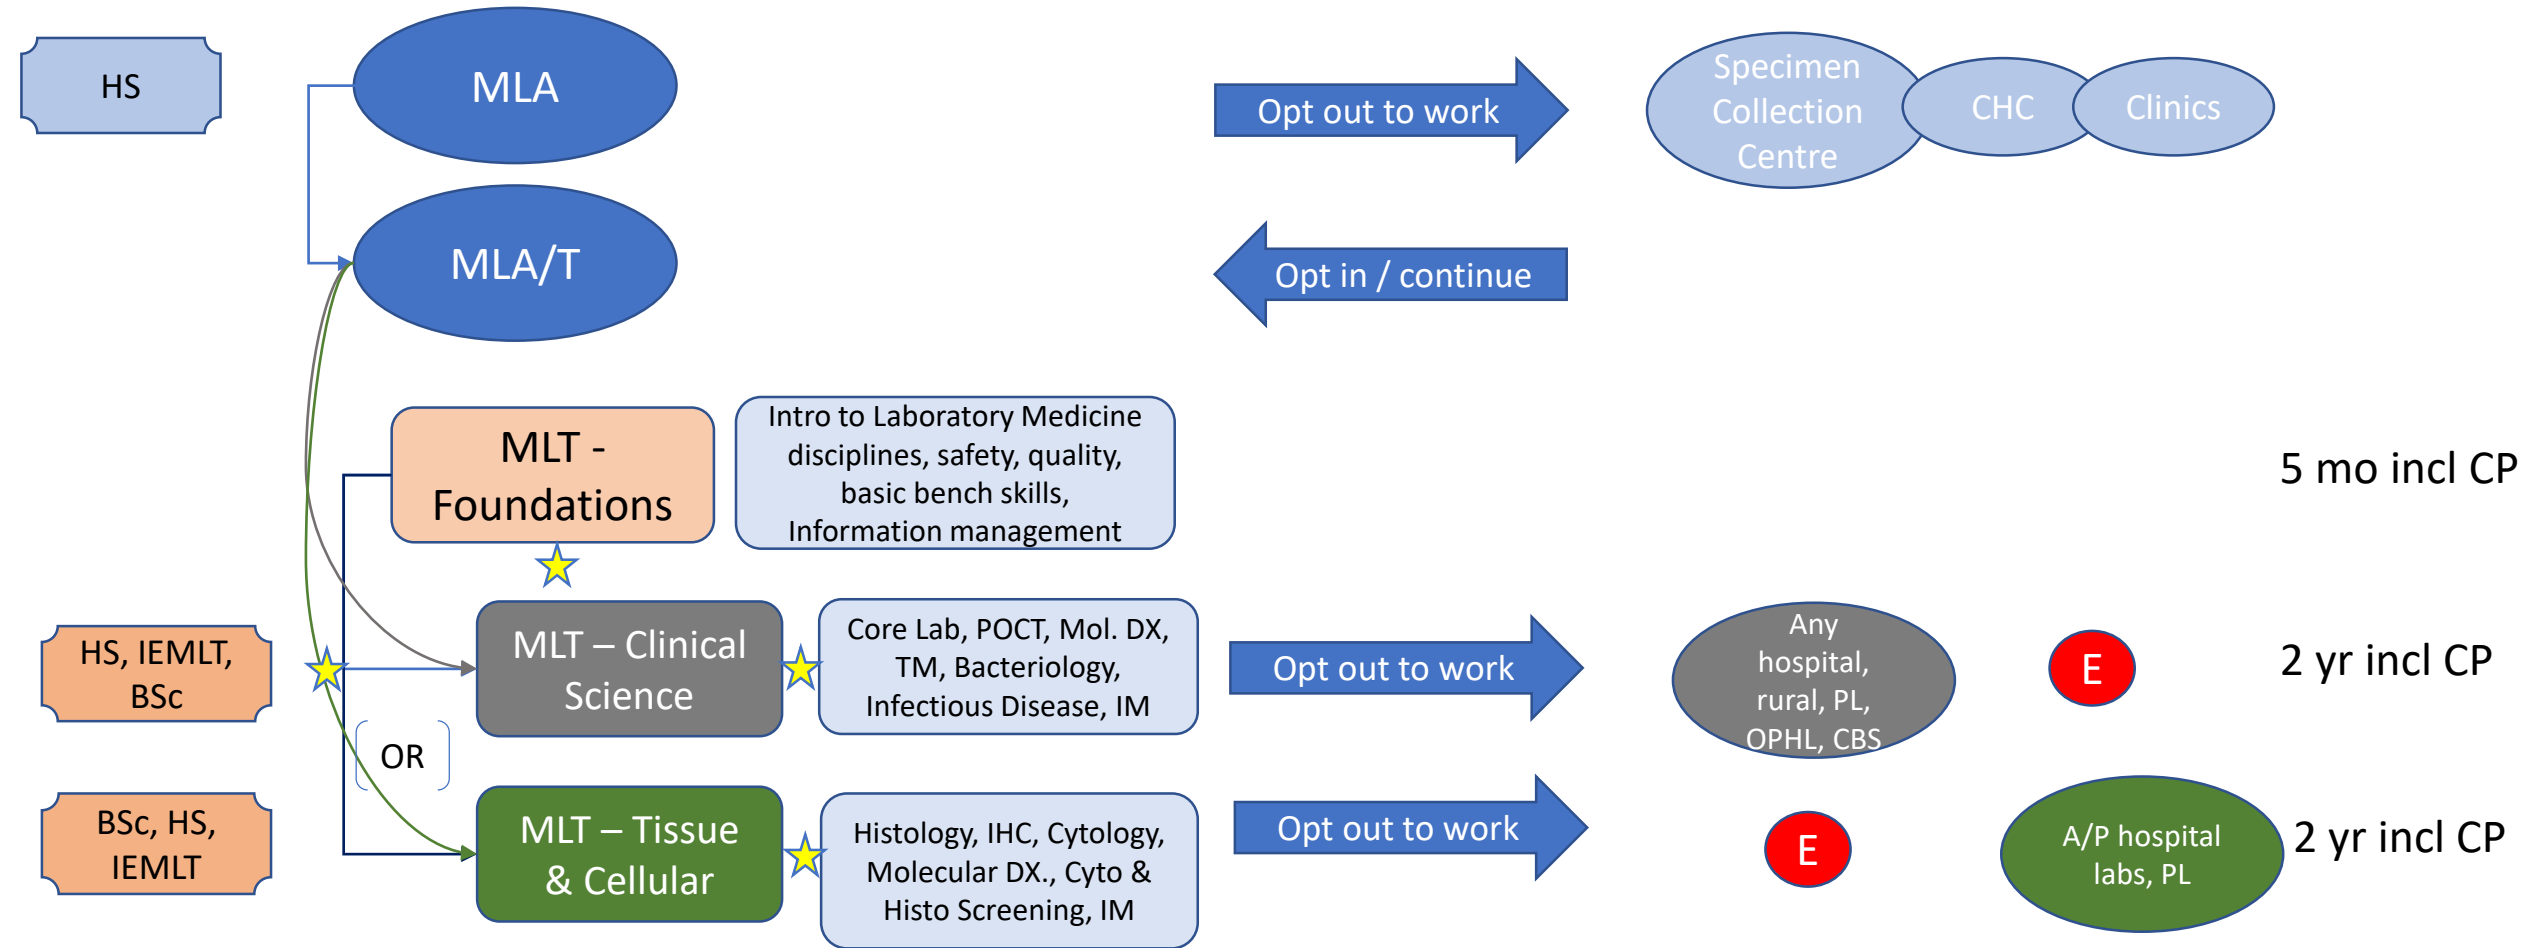 HS
MLA
Opt out to work
Specimen
Collection
Centre
CHC
Clinics
MLA/T
Opt in / continue
MLT -
Foundations
Intro to Laboratory Medicine
disciplines, safety, quality,
basic bench skills,
Information management
5 mo incl CP
HS, IEMLT,
BSc
MLT – Clinical
Science
Core Lab, POCT, Mol. DX,
TM, Bacteriology,
Infectious Disease, IM
Opt out to work
Any
hospital,
rural, PL,
OPHL, CBS
E
2 yr incl CP
OR
BSc, HS,
IEMLT
MLT – Tissue
& Cellular
Histology, IHC, Cytology,
Molecular DX., Cyto &
Histo Screening, IM
Opt out to work
E
A/P hospital
labs, PL
2 yr incl CP